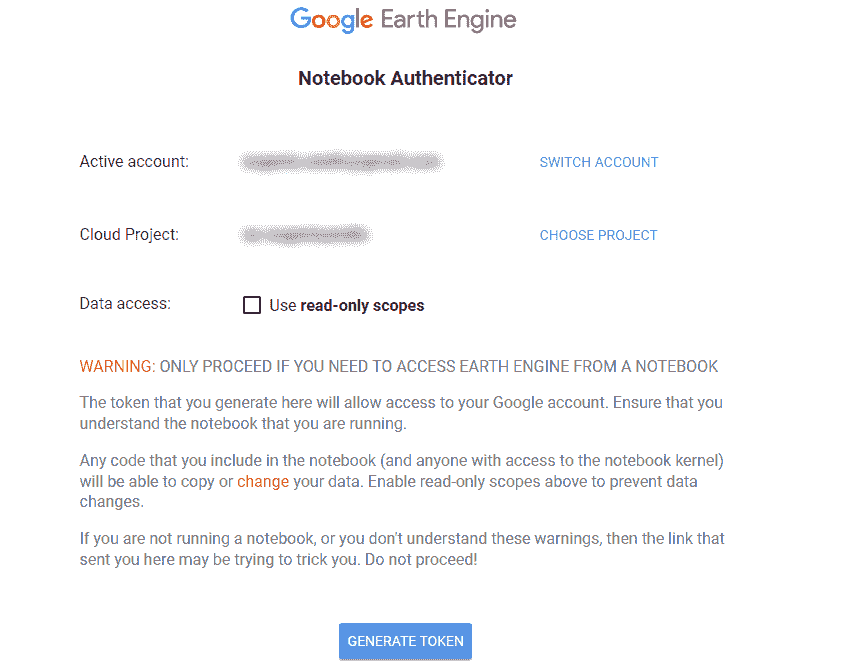 Google Earth Engine
Notebook Authenticator
Active account: SWITCH ACCOUNT
Cloud Project: CHOOSE PROJECT
Data access: Use read-only scopes
WARNING: ONLY PROCEED IF YOU NEED TO ACCESS EARTH ENGINE FROM A NOTEBOOK
The token that you generate here will allow access to your Google account. Ensure that you
understand the notebook that you are running.
Any code that you include in the notebook (and anyone with access to the notebook kernel)
will be able to copy or change your data. Enable read-only scopes above to prevent data
changes.
If you are not running a notebook, or you don't understand these warnings, then the link that
sent you here may be trying to trick you. Do not proceed!
GENERATE TOKEN